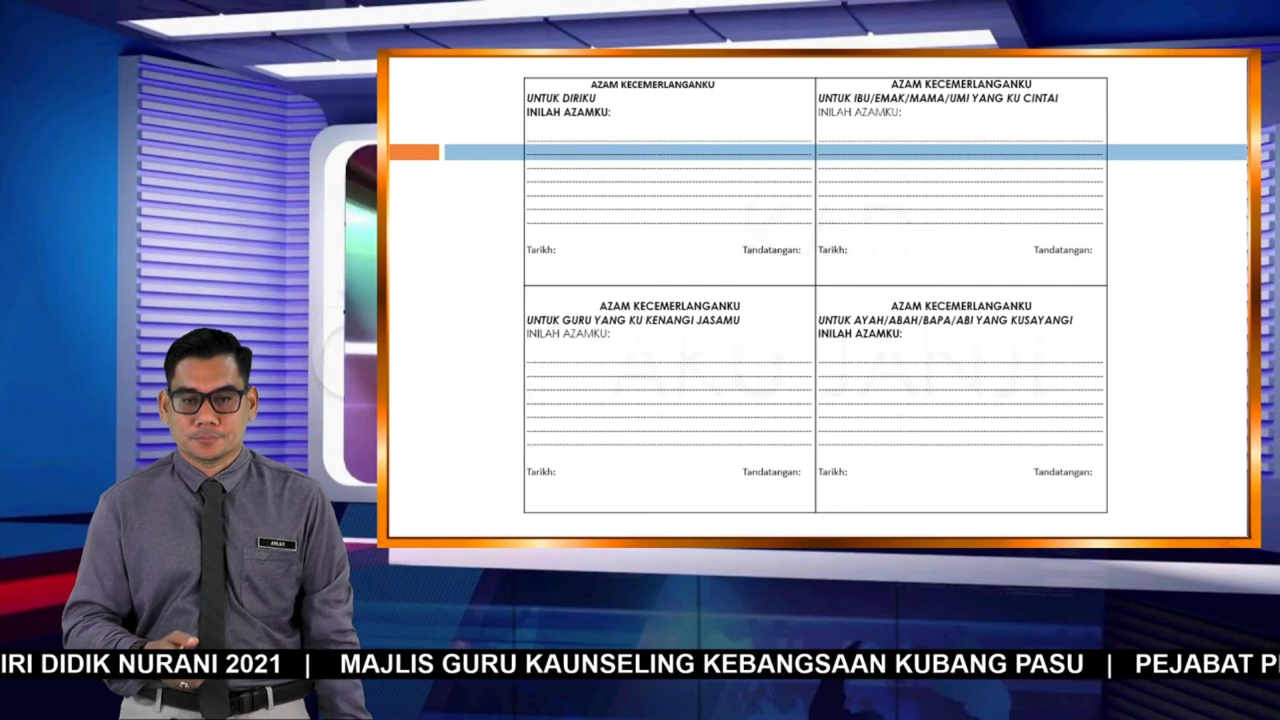 AZAM KECEMERLANGANKU
UNTUK DIRIKU
INILAH AZAMKU:
Tarikh:
Tandatangan:
AZAM KECEMERLANGANKU
UNTUK IBU/EMAK/MAMA/UMI YANG KU CINTAI
INILAH AZAMKU:
Tarikh:
Tandatangan:
AZAM KECEMERLANGANKU
UNTUK GURU YANG KU KENANGI JASAMU
INILAH AZAMKU:
Tarikh:
Tandatangan:
AZAM KECEMERLANGANKU
UNTUK AYAH/ABAH/BAPA/ABI YANG KUSAYANGI
INILAH AZAMKU:
Tarikh:
Tandatangan:
IRI DIDIK NURANI 2021 | MAJLIS GURU KAUNSELING KEBANGSAAN KUBANG PASU | PEJABAT P